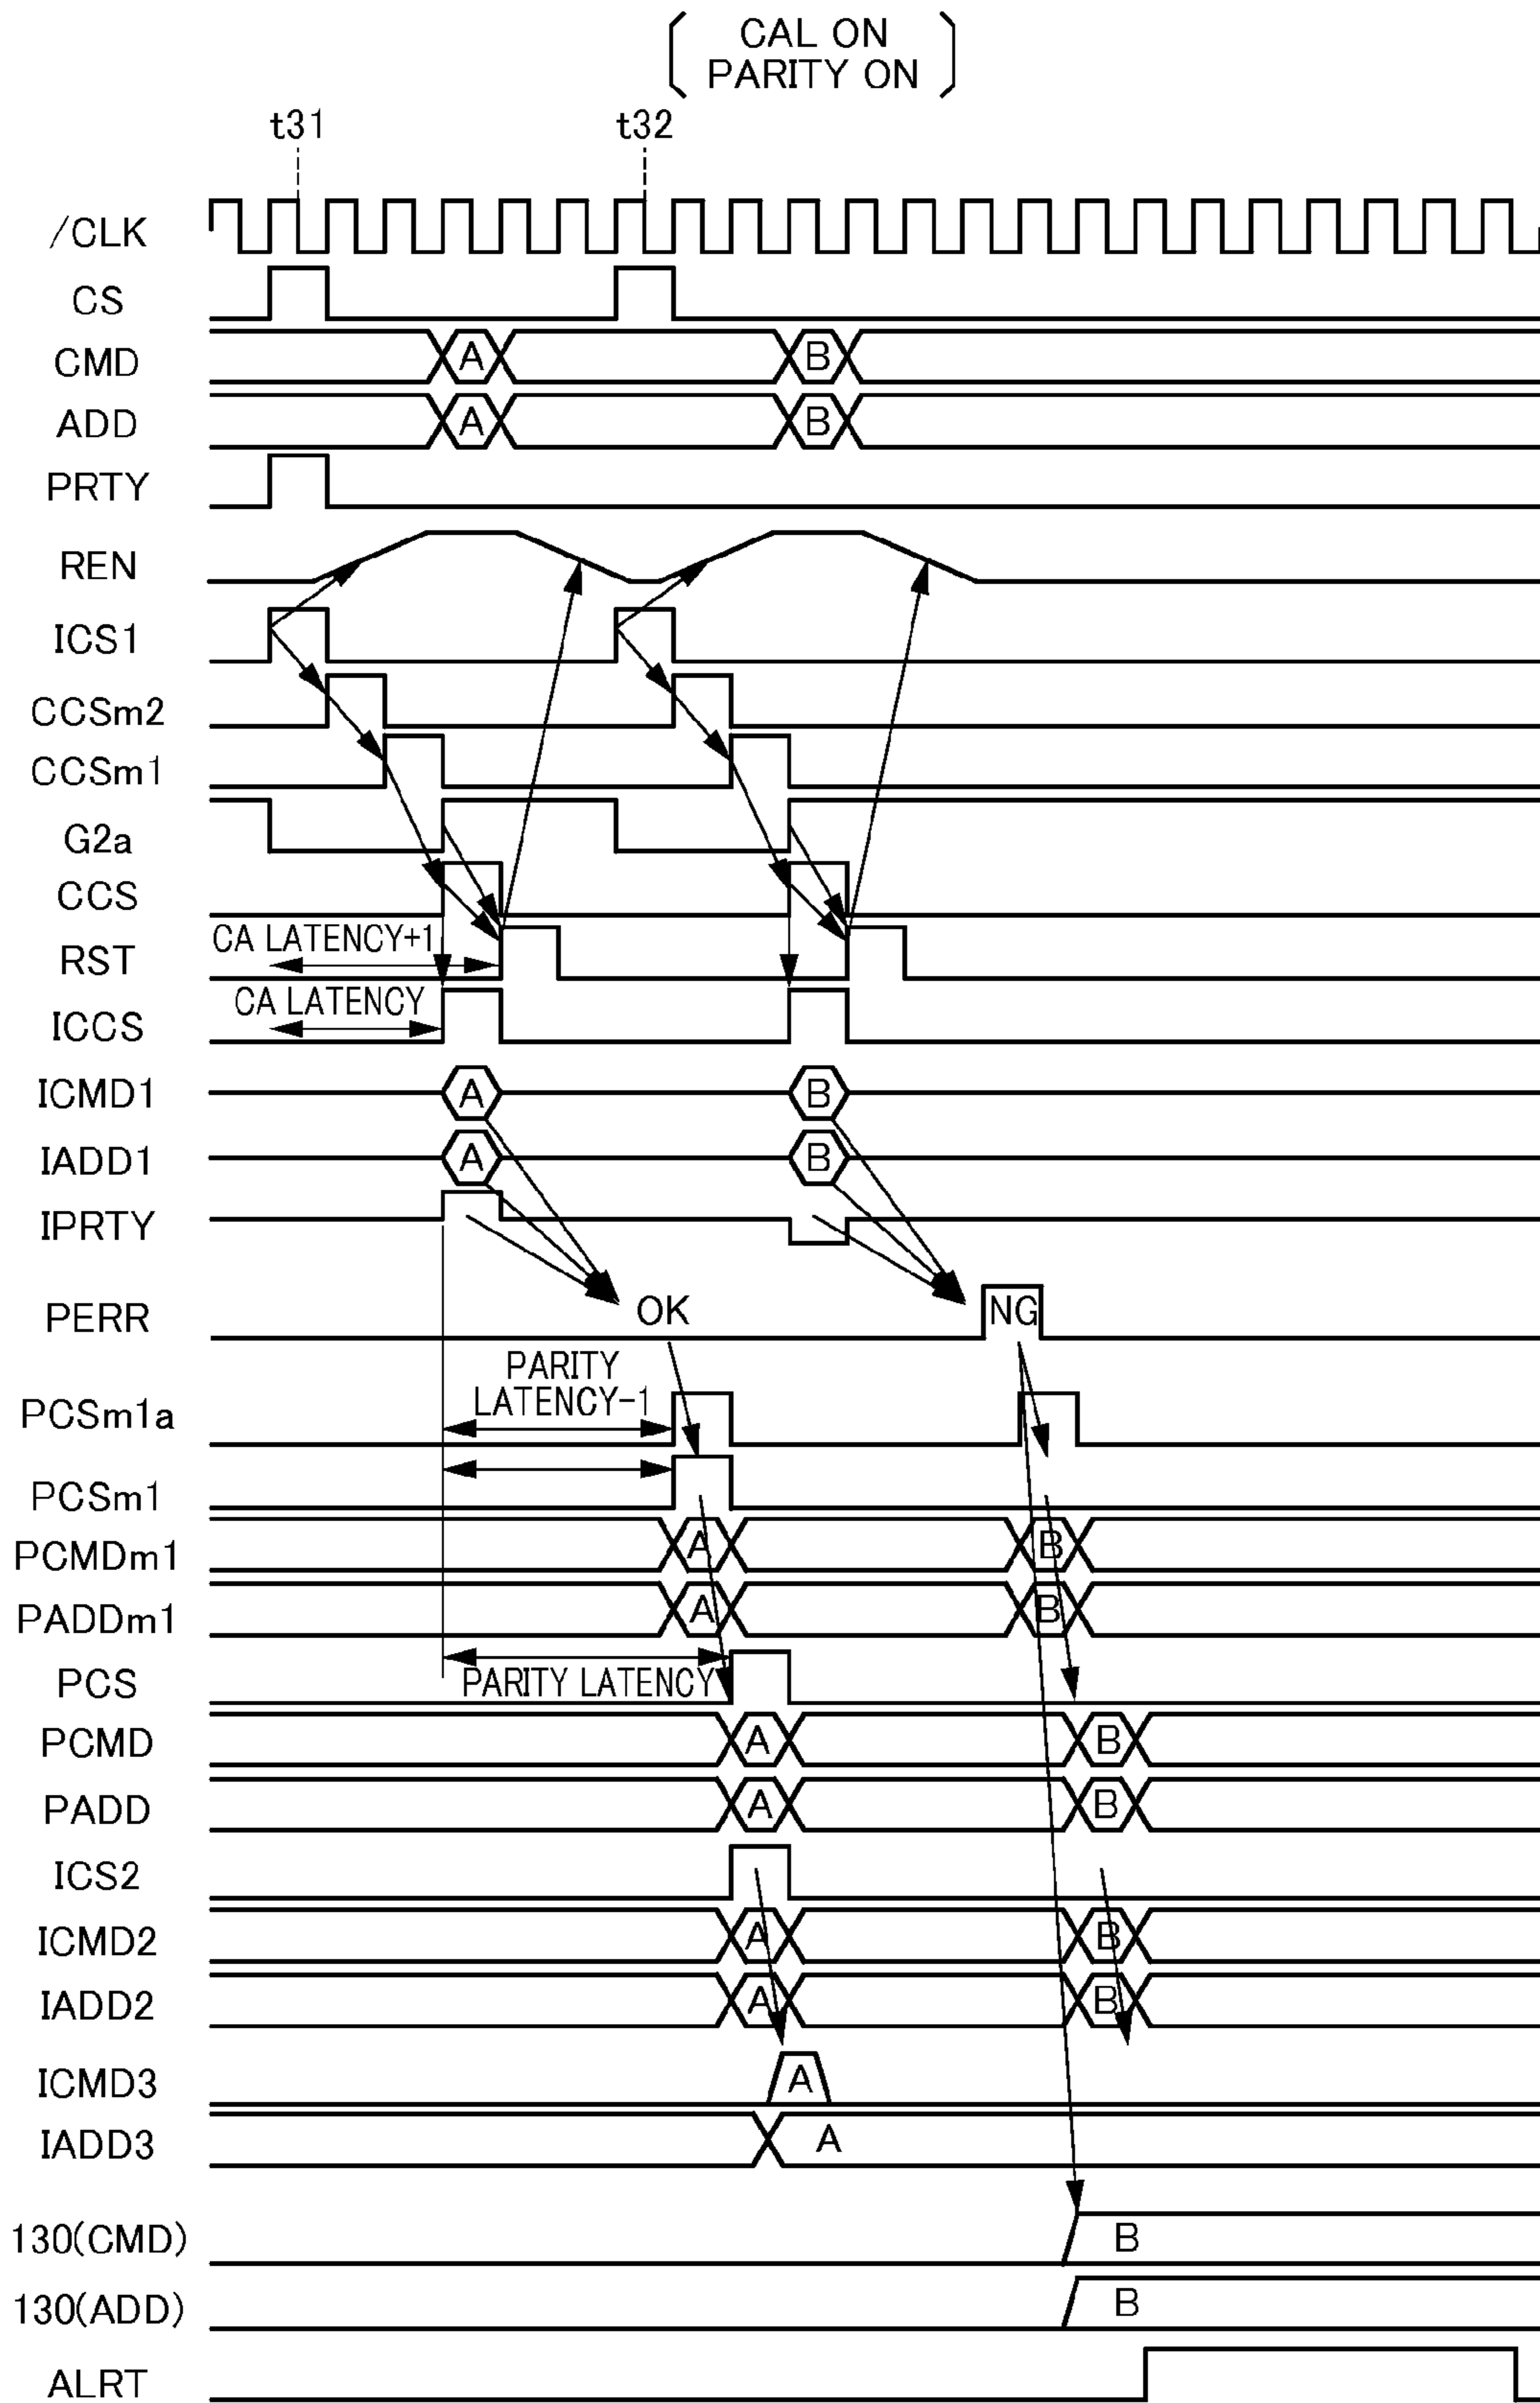 CAL ON
PARITY ON
t31 t32
/CLK
CS
CMD A B
ADD A B
PRTY
REN
ICS1
CCSm2
CCSm1
G2a
CCS
CA LATENCY+1
RST
CA LATENCY
ICCS
ICMD1 A B
IADD1 A B
IPRTY
PERR OK NG
PARITY
LATENCY-1
PCSm1a
PCSm1
PCMDm1 A B
PADDm1 A B
PCS PARITY LATENCY
PCMD A B
PADD A B
ICS2
ICMD2 A B
IADD2 A B
ICMD3 A
IADD3 A
130(CMD) B
130(ADD) B
ALRT